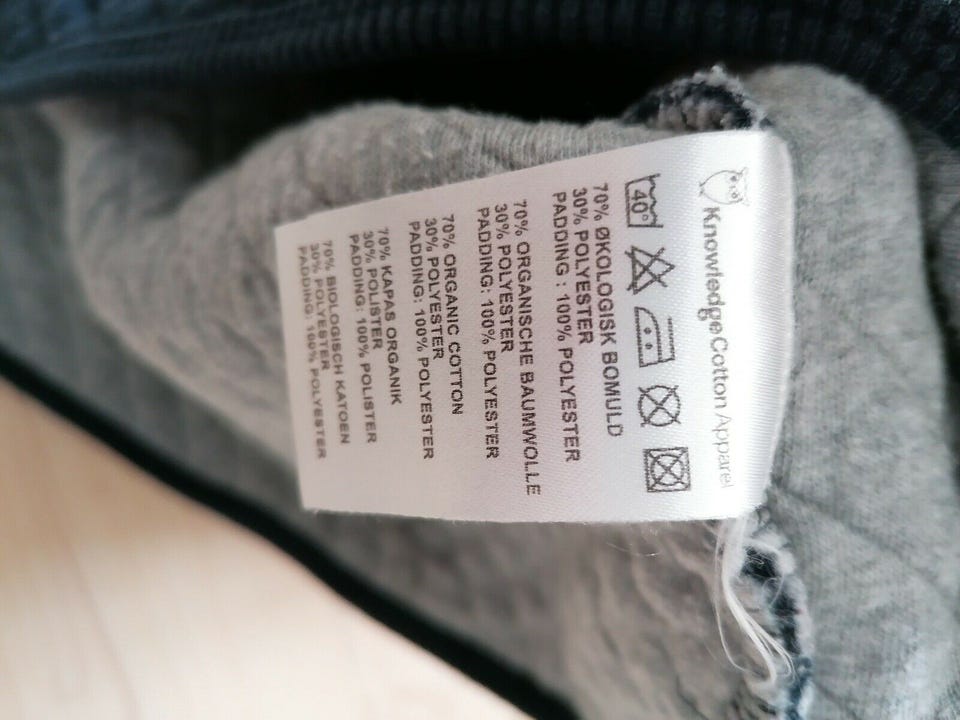 KnowledgeCotton Apparel
40°
70% ØKOLOGISK BOMULD
30% POLYESTER
PADDING : 100% POLYESTER
70% ORGANISCHE BAUMWOLLE
30% POLYESTER
PADDING: 100% POLYESTER
70% ORGANIC COTTON
30% POLYESTER
PADDING: 100% POLYESTER
70% KAPAS ORGANIK
30% POLISTER
PADDING: 100% POLISTER
70% BIOLOGISCH KATOEN
30% POLYESTER
PADDING: 100% POLYESTER